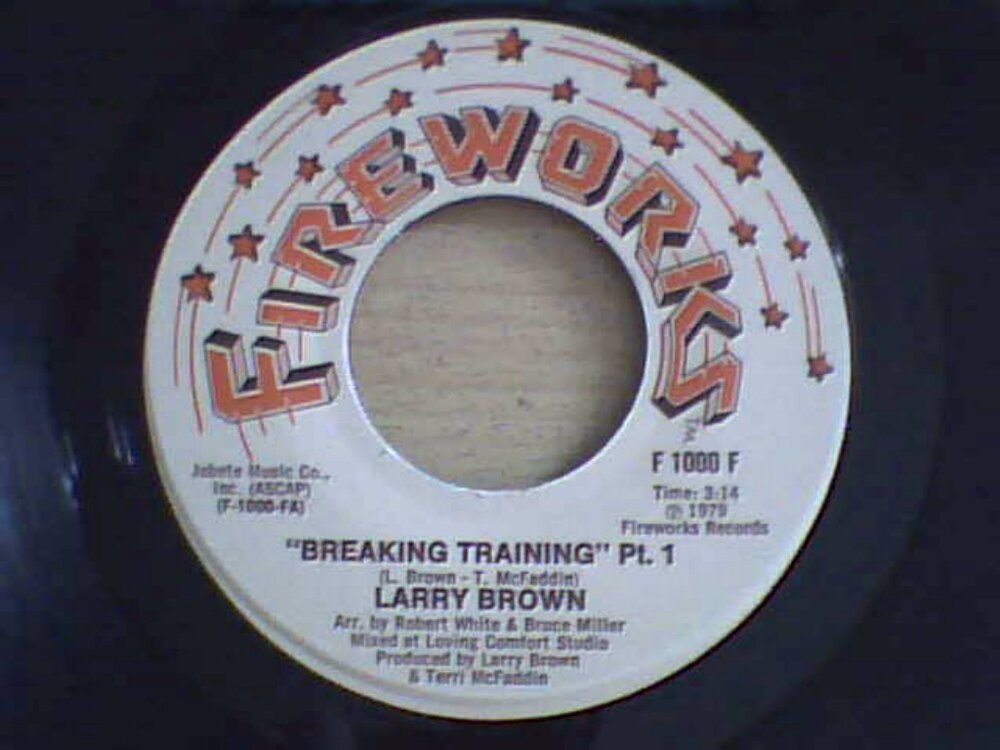 FIREWORKS
TM
Jobete Music Co.,
Inc. (ASCAP)
(F-1000-FA)
F 1000 F
Time: 3:14
℗ 1979
Fireworks Records
"BREAKING TRAINING" Pt. 1
(L. Brown - T. McFaddin)
LARRY BROWN
Arr. by Robert White & Bruce Miller
Mixed at Loving Comfort Studio
Produced by Larry Brown
& Terri McFaddin